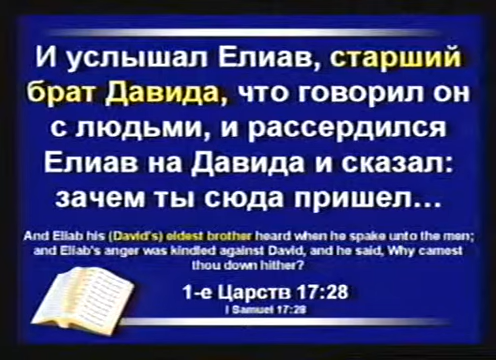 И услышал Елиав, старший
брат Давида, что говорил он
с людьми, и рассердился
Елиав на Давида и сказал:
зачем ты сюда пришел...
And Eliab his (David's) eldest brother heard when he spake unto the men;
and Eliab's anger was kindled against David, and he said, Why camest
thou down hither?
1-е Царств 17:28
I Samuel 17:28